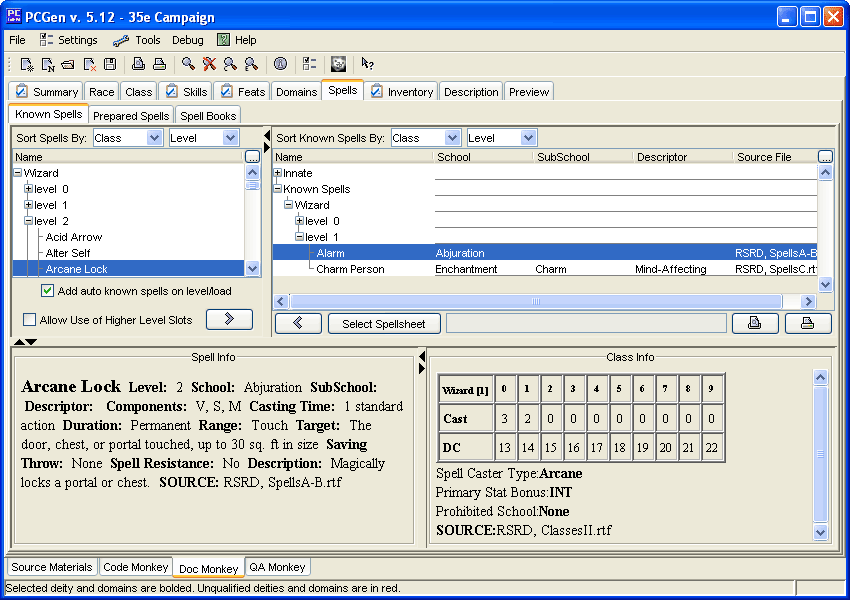 PCGen v. 5.12 - 35e Campaign
File Settings Tools Debug Help
Summary Race Class Skills Feats Domains Spells Inventory Description Preview
Known Spells Prepared Spells Spell Books
Sort Spells By: Class Level
Name ...
Wizard
level 0
level 1
level 2
Acid Arrow
Alter Self
Arcane Lock
Add auto known spells on level/load
Allow Use of Higher Level Slots
Sort Known Spells By: Class Level
Name School SubSchool Descriptor Source File ...
Innate
Known Spells
Wizard
level 0
level 1
Alarm Abjuration RSRD, SpellsA-B
Charm Person Enchantment Charm Mind-Affecting RSRD, SpellsC.rt
Select Spellsheet
Spell Info
Arcane Lock Level: 2 School: Abjuration SubSchool:
Descriptor: Components: V, S, M Casting Time: 1 standard
action Duration: Permanent Range: Touch Target: The
door, chest, or portal touched, up to 30 sq. ft in size Saving
Throw: None Spell Resistance: No Description: Magically
locks a portal or chest. SOURCE: RSRD, SpellsA-B.rtf
Class Info
Wizard [1] 0 1 2 3 4 5 6 7 8 9
Cast 3 2 0 0 0 0 0 0 0 0
DC 13 14 15 16 17 18 19 20 21 22
Spell Caster Type:Arcane
Primary Stat Bonus:INT
Prohibited School:None
SOURCE:RSRD, ClassesII.rtf
Source Materials Code Monkey Doc Monkey QA Monkey
Selected deity and domains are bolded. Unqualified deities and domains are in red.